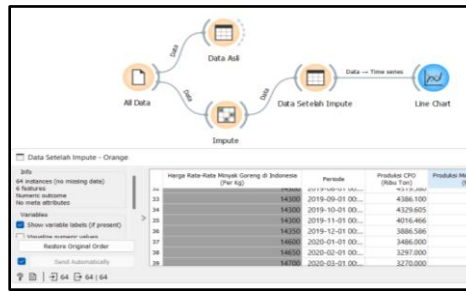 Data
Data Asli
Data
Data
Data → Time series
All Data
Data Setelah Impute
Line Chart
Impute
Data Setelah Impute - Orange
Info
64 instances (no missing data)
6 features
Numeric outcome
No meta attributes
Variables
Show variable labels (if present)
Visualize numeric values
Restore Original Order
Send Automatically
64 64 | 64
Harga Rata-Rata Minyak Goreng di Indonesia (Per Kg) Periode Produksi CPO (Ribu Ton) Produksi
33 14300 2019-09-01 00:... 4386.100
34 14300 2019-10-01 00:... 4329.605
35 14300 2019-11-01 00:... 4016.466
36 14350 2019-12-01 00:... 3886.586
37 14600 2020-01-01 00:... 3486.000
38 14650 2020-02-01 00:... 3297.000
39 14700 2020-03-01 00:... 3270.000